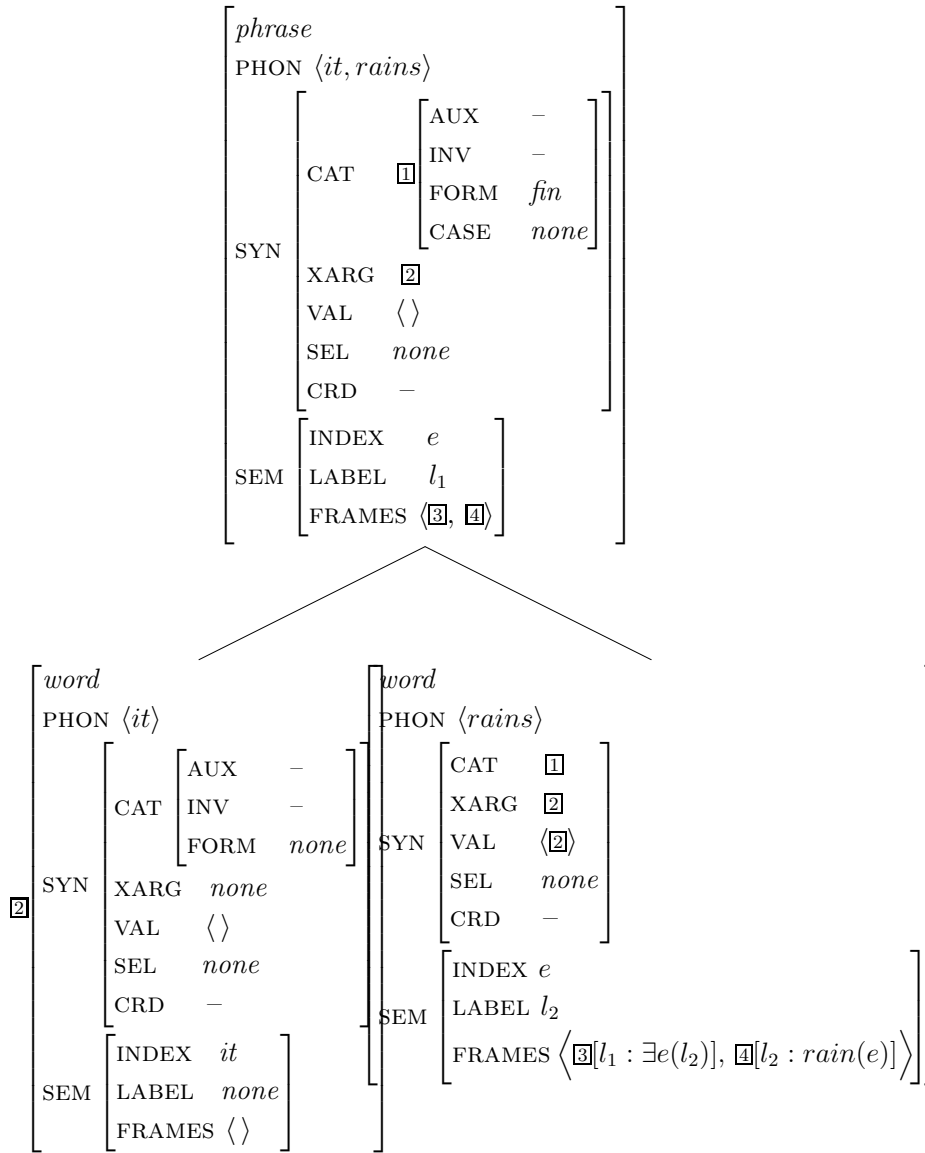 phrase
PHON ⟨it, rains⟩
SYN
CAT 1
AUX –
INV –
FORM fin
CASE none
XARG 2
VAL ⟨ ⟩
SEL none
CRD –
SEM
INDEX e
LABEL l₁
FRAMES ⟨3, 4⟩
2
word
PHON ⟨it⟩
SYN
CAT
AUX –
INV –
FORM none
XARG none
VAL ⟨ ⟩
SEL none
CRD –
SEM
INDEX it
LABEL none
FRAMES ⟨ ⟩
word
PHON ⟨rains⟩
SYN
CAT 1
XARG 2
VAL ⟨2⟩
SEL none
CRD –
SEM
INDEX e
LABEL l₂
FRAMES ⟨3[l₁ : ∃e(l₂)], 4[l₂ : rain(e)]⟩